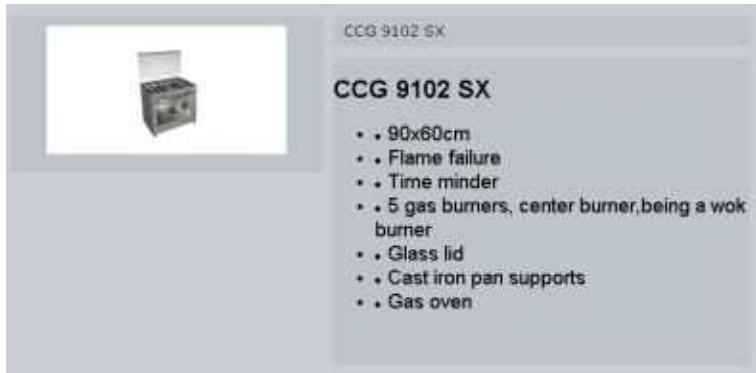 CCG 9102 SX
CCG 9102 SX
• • 90x60cm
• • Flame failure
• • Time minder
• • 5 gas burners, center burner,being a wok
burner
• • Glass lid
• • Cast iron pan supports
• • Gas oven